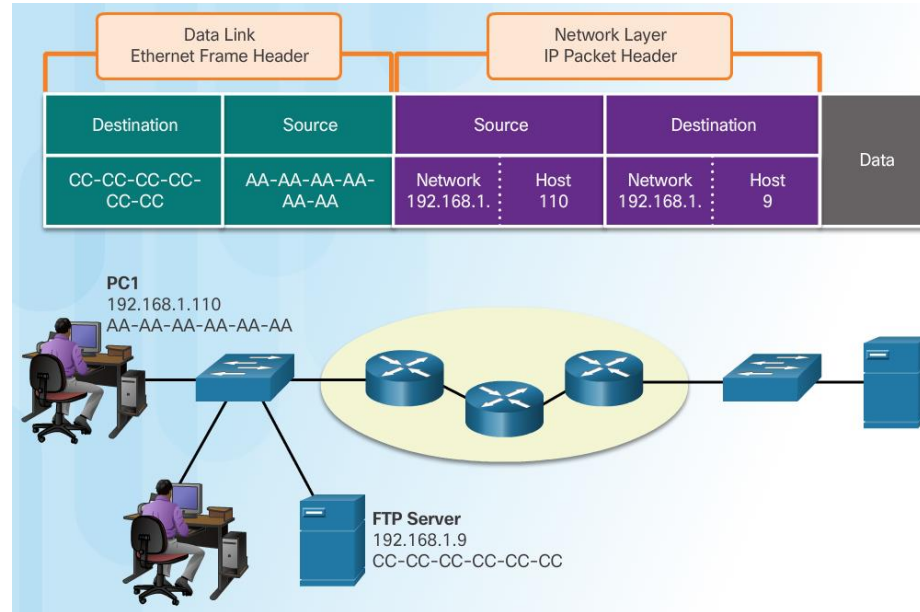 Data Link
Ethernet Frame Header
Network Layer
IP Packet Header
Destination
Source
Source
Destination
Data
CC-CC-CC-CC-
CC-CC
AA-AA-AA-AA-
AA-AA
Network
192.168.1.
Host
110
Network
192.168.1.
Host
9
PC1
192.168.1.110
AA-AA-AA-AA-AA-AA
FTP Server
192.168.1.9
CC-CC-CC-CC-CC-CC